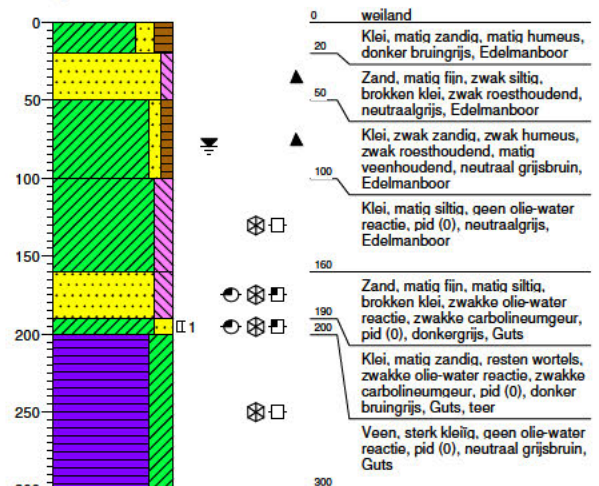 0
50
100
150
200
250
300
1
0 weiland
Klei, matig zandig, matig humeus,
donker bruingrijs, Edelmanboor
20
Zand, matig fijn, zwak siltig,
brokken klei, zwak roesthoudend,
neutraalgrijs, Edelmanboor
50
Klei, zwak zandig, zwak humeus,
zwak roesthoudend, matig
veenhoudend, neutraal grijsbruin,
Edelmanboor
100
Klei, matig siltig, geen olie-water
reactie, pid (0), neutraalgrijs,
Edelmanboor
160
Zand, matig fijn, matig siltig,
brokken klei, zwakke olie-water
reactie, zwakke carbolineumgeur,
pid (0), donkergrijs, Guts
190
200
Klei, matig zandig, resten wortels,
zwakke olie-water reactie, zwakke
carbolineumgeur, pid (0), donker
bruingrijs, Guts, teer
Veen, sterk kleiïg, geen olie-water
reactie, pid (0), neutraal grijsbruin,
Guts
300